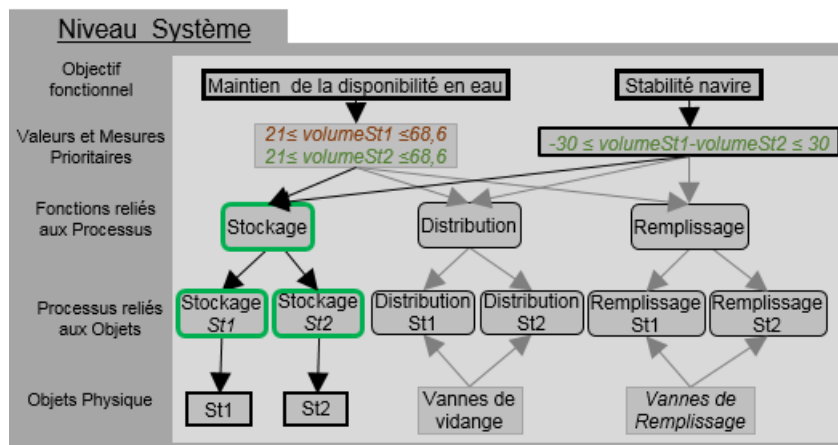 Niveau Système
Objectif
fonctionnel
Maintien de la disponibilité en eau
Stabilité navire
Valeurs et Mesures
Prioritaires
21≤ volumeSt1 ≤68,6
21≤ volumeSt2 ≤68,6
-30 ≤ volumeSt1-volumeSt2 ≤ 30
Fonctions reliés
aux Processus
Stockage
Distribution
Remplissage
Processus reliés
aux Objets
Stockage
St1
Stockage
St2
Distribution
St1
Distribution
St2
Remplissage
St1
Remplissage
St2
Objets Physique
St1
St2
Vannes de
vidange
Vannes de
Remplissage